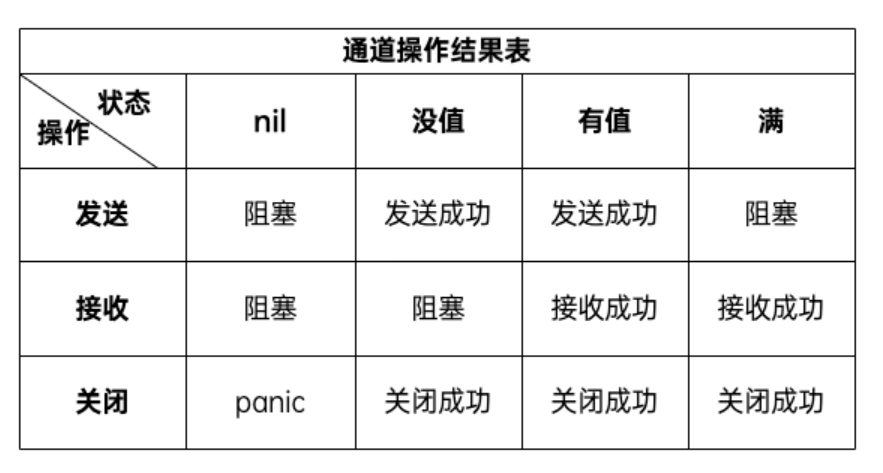 通道操作结果表
状态
操作 nil 没值 有值 满
发送 阻塞 发送成功 发送成功 阻塞
接收 阻塞 阻塞 接收成功 接收成功
关闭 panic 关闭成功 关闭成功 关闭成功